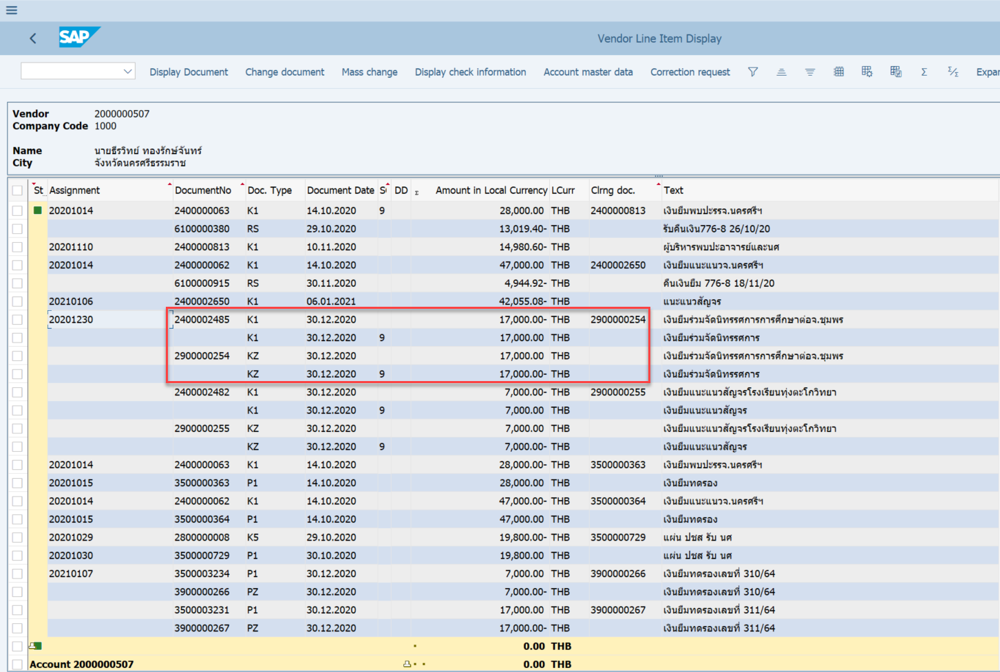 SAP
Vendor Line Item Display
Display Document Change document Mass change Display check information Account master data Correction request Σ Σ/Σ Expar
Vendor 2000000507
Company Code 1000
Name นายธีรวิทย์ ทองรักษ์จันทร์
City จังหวัดนครศรีธรรมราช
St Assignment DocumentNo Doc. Type Document Date S DD Σ Amount in Local Currency LCurr Clrng doc. Text
20201014 2400000063 K1 14.10.2020 9 28,000.00 THB 2400000813 เงินยืมพบปะรรจ.นครศรีฯ
6100000380 RS 29.10.2020 13,019.40- THB รับคืนเงิน776-8 26/10/20
20201110 2400000813 K1 10.11.2020 14,980.60- THB ผู้บริหารพบปะอาจารย์และนศ
20201014 2400000062 K1 14.10.2020 47,000.00 THB 2400002650 เงินยืมแนะแนวจ.นครศรีฯ
6100000915 RS 30.11.2020 4,944.92- THB คืนเงินยืม 776-8 18/11/20
20210106 2400002650 K1 06.01.2021 42,055.08- THB แนะแนวสัญจร
20201230 2400002485 K1 30.12.2020 17,000.00- THB 2900000254 เงินยืมร่วมจัดนิทรรศการการศึกษาต่อจ.ชุมพร
K1 30.12.2020 9 17,000.00 THB เงินยืมร่วมจัดนิทรรศการ
2900000254 KZ 30.12.2020 17,000.00 THB เงินยืมร่วมจัดนิทรรศการการศึกษาต่อจ.ชุมพร
KZ 30.12.2020 9 17,000.00- THB เงินยืมร่วมจัดนิทรรศการ
2400002482 K1 30.12.2020 7,000.00- THB 2900000255 เงินยืมแนะแนวสัญจรโรงเรียนทุ่งตะโกวิทยา
K1 30.12.2020 9 7,000.00 THB เงินยืมแนะแนวสัญจร
2900000255 KZ 30.12.2020 7,000.00 THB เงินยืมแนะแนวสัญจรโรงเรียนทุ่งตะโกวิทยา
KZ 30.12.2020 9 7,000.00- THB เงินยืมแนะแนวสัญจร
20201014 2400000063 K1 14.10.2020 28,000.00- THB 3500000363 เงินยืมพบปะรรจ.นครศรีฯ
20201015 3500000363 P1 14.10.2020 28,000.00 THB เงินยืมทดรอง
20201014 2400000062 K1 14.10.2020 47,000.00- THB 3500000364 เงินยืมแนะแนวจ.นครศรีฯ
20201015 3500000364 P1 14.10.2020 47,000.00 THB เงินยืมทดรอง
20201029 2800000008 K5 29.10.2020 19,800.00- THB 3500000729 แผ่น ปชส รับ นศ
20201030 3500000729 P1 30.10.2020 19,800.00 THB แผ่น ปชส รับ นศ
20210107 3500003234 P1 30.12.2020 7,000.00 THB 3900000266 เงินยืมทดรองเลขที่ 310/64
3900000266 PZ 30.12.2020 7,000.00- THB เงินยืมทดรองเลขที่ 310/64
3500003231 P1 30.12.2020 17,000.00 THB 3900000267 เงินยืมทดรองเลขที่ 311/64
3900000267 PZ 30.12.2020 17,000.00- THB เงินยืมทดรองเลขที่ 311/64
0.00 THB
Account 2000000507 0.00 THB